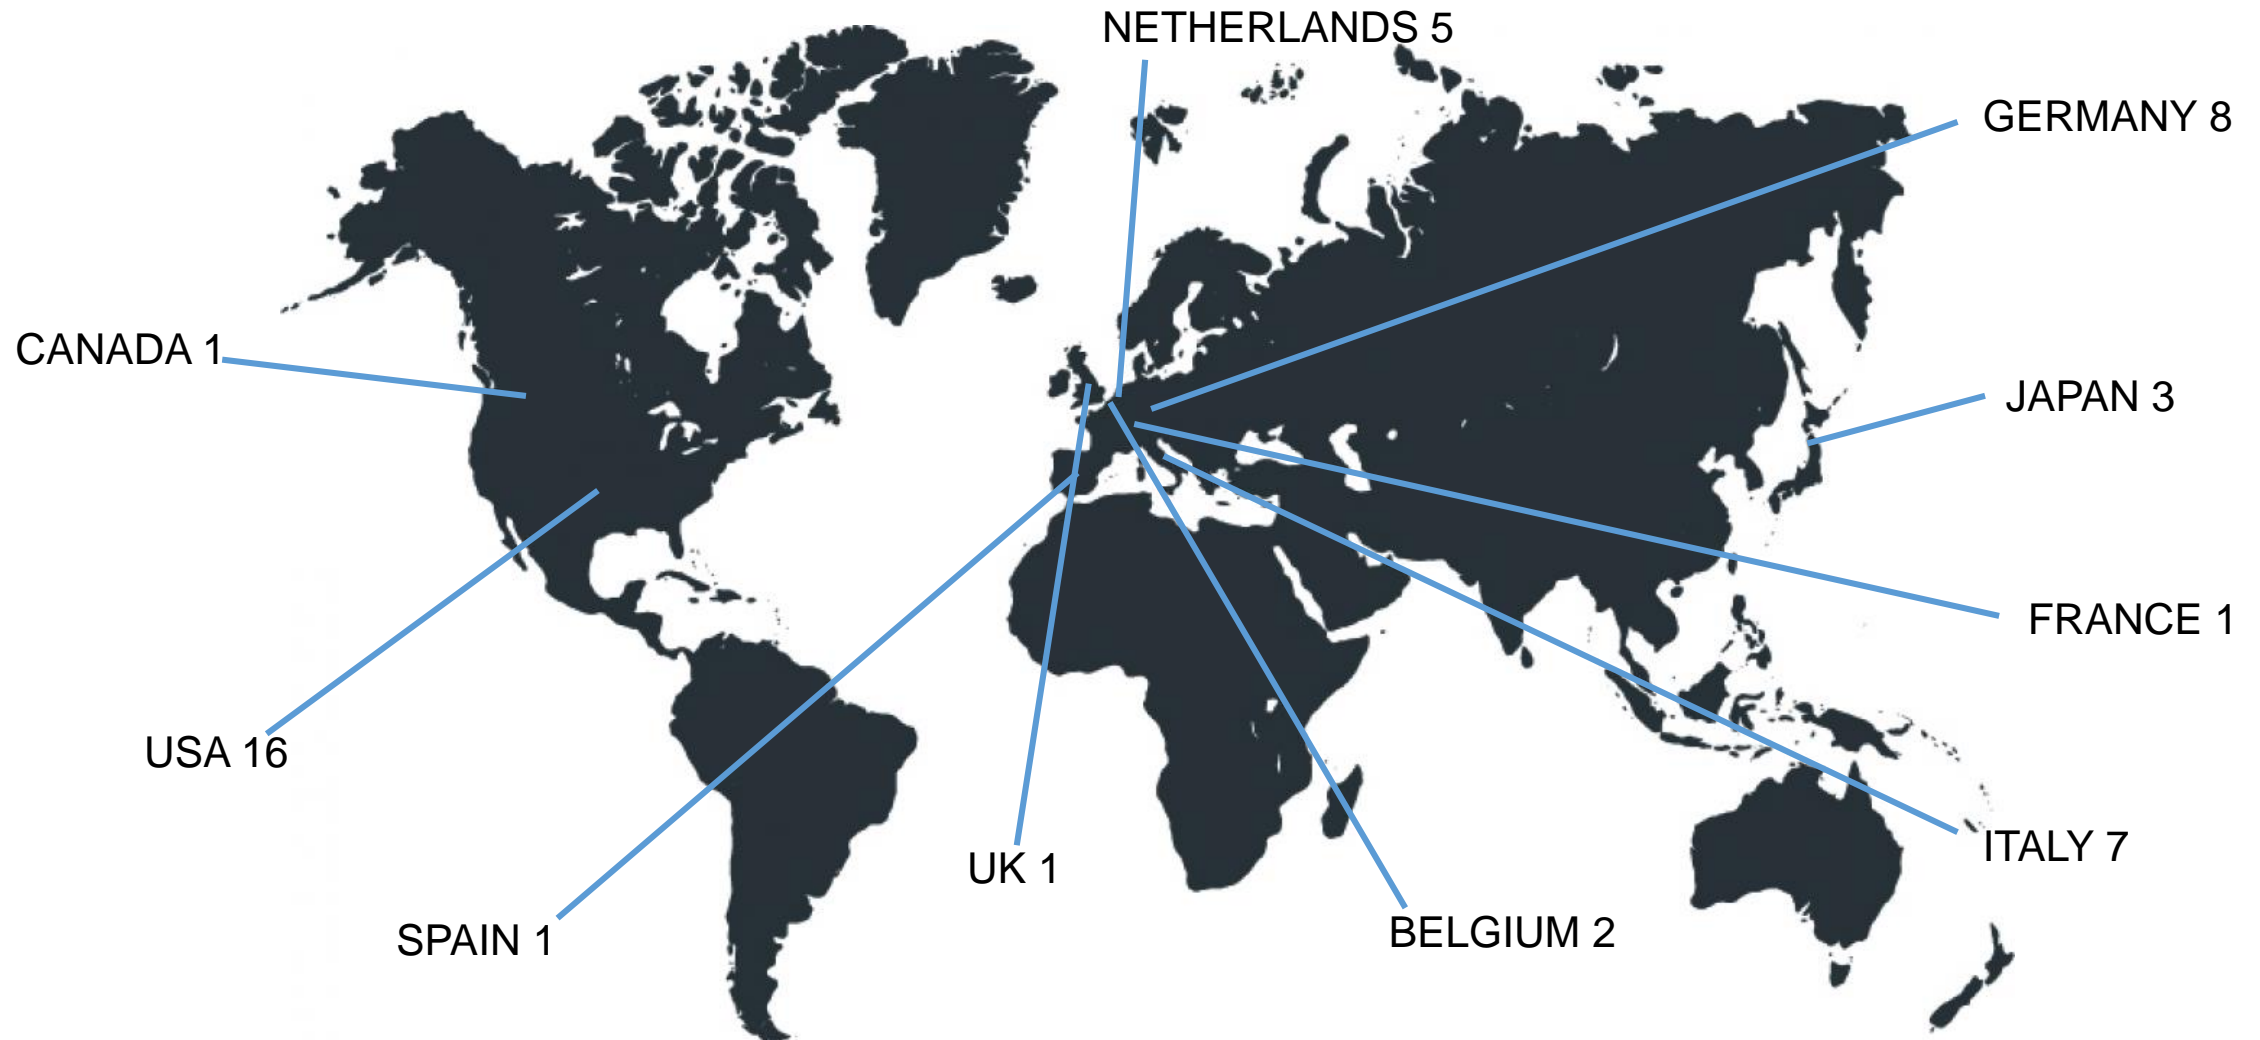 NETHERLANDS 5
GERMANY 8
CANADA 1
JAPAN 3
FRANCE 1
USA 16
ITALY 7
UK 1
BELGIUM 2
SPAIN 1